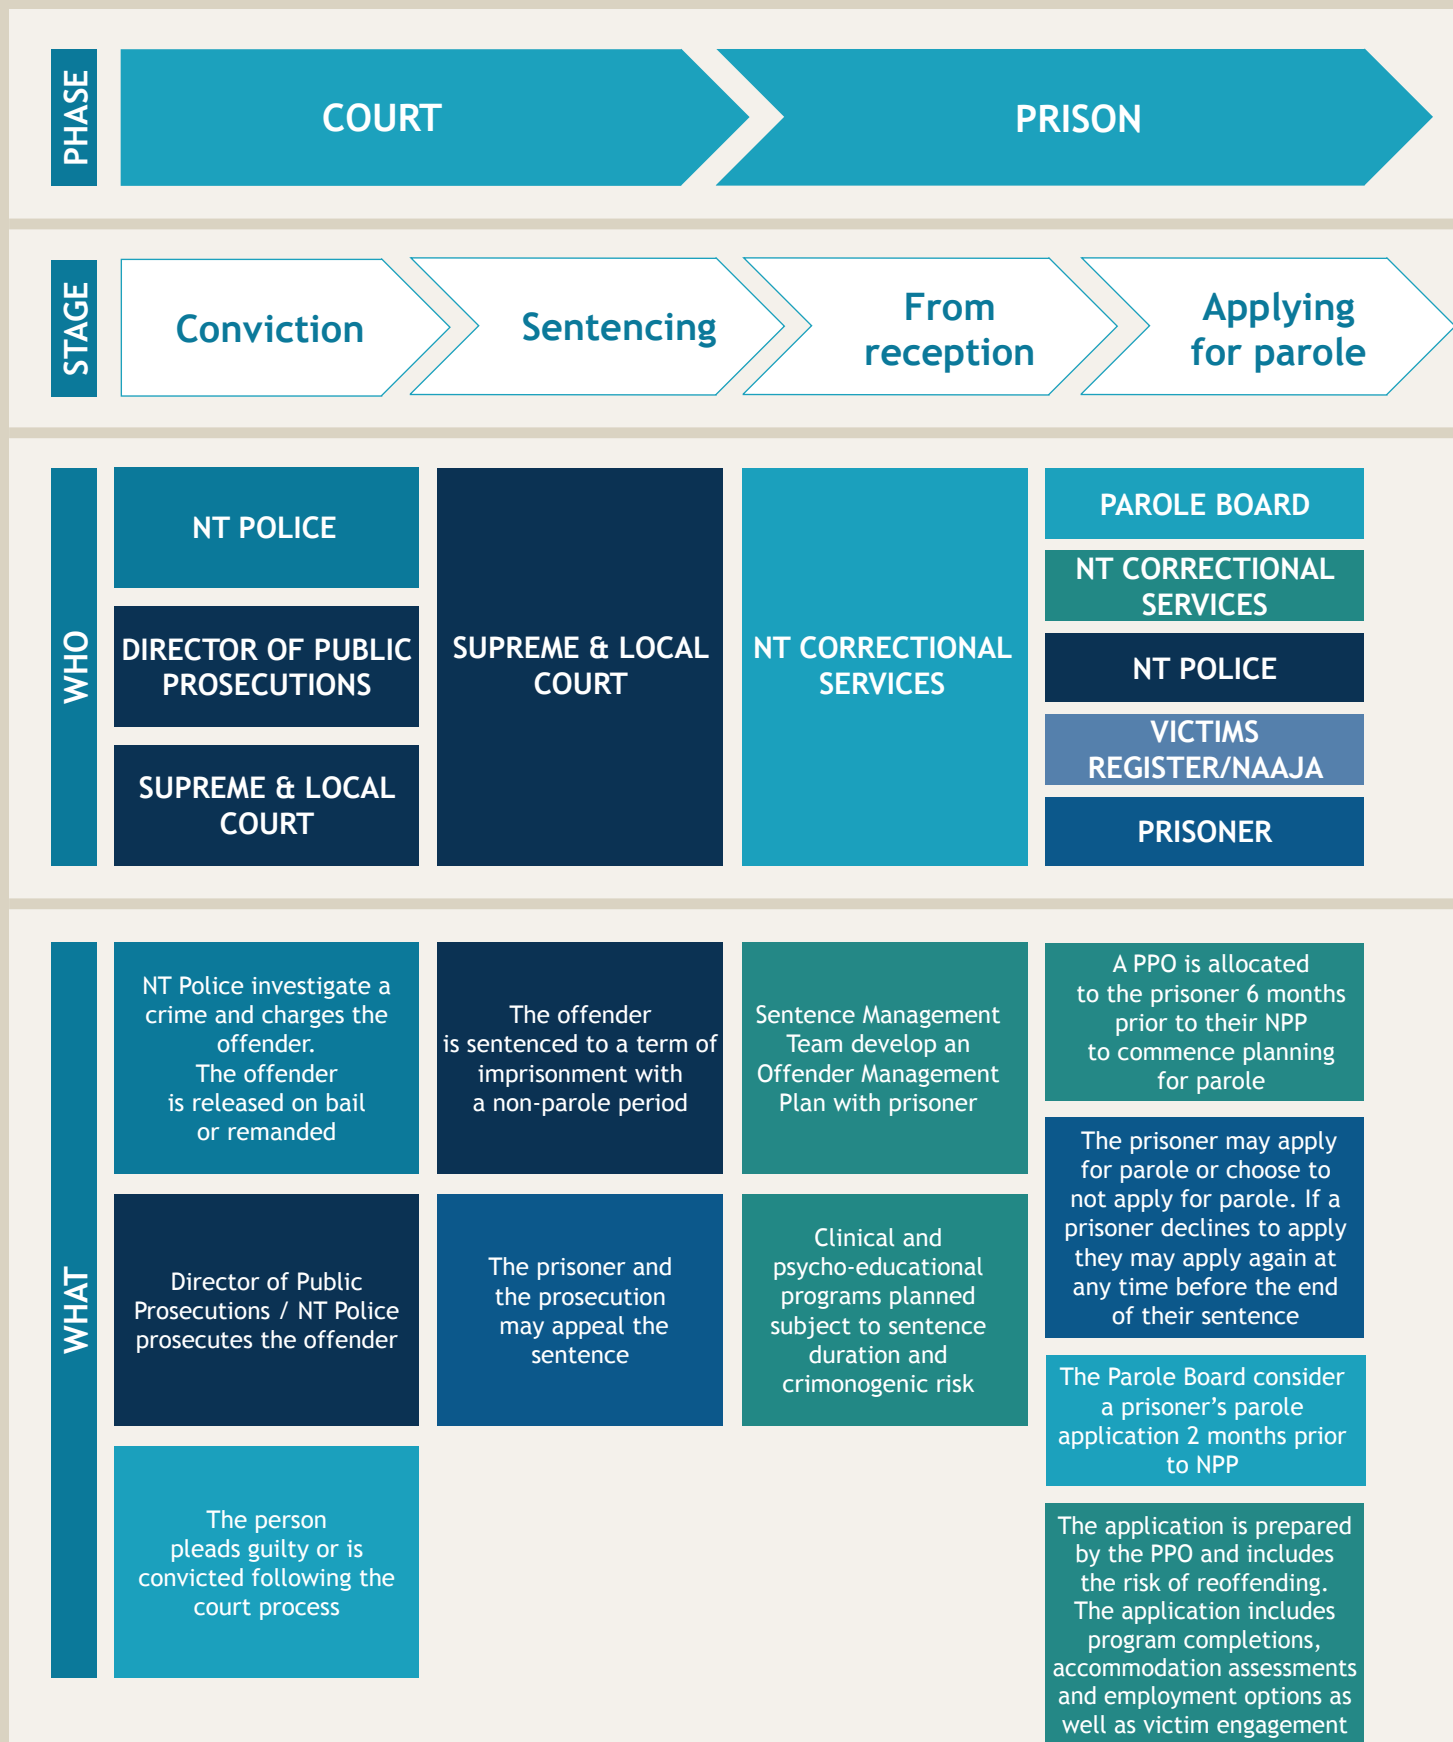 PHASE
COURT
PRISON
STAGE
Conviction
Sentencing
From
reception
Applying
for parole
WHO
NT POLICE
DIRECTOR OF PUBLIC
PROSECUTIONS
SUPREME & LOCAL
COURT
SUPREME & LOCAL
COURT
NT CORRECTIONAL
SERVICES
PAROLE BOARD
NT CORRECTIONAL
SERVICES
NT POLICE
VICTIMS
REGISTER/NAAJA
PRISONER
WHAT
NT Police investigate a
crime and charges the
offender.
The offender
is released on bail
or remanded
Director of Public
Prosecutions / NT Police
prosecutes the offender
The person
pleads guilty or is
convicted following the
court process
The offender
is sentenced to a term of
imprisonment with
a non-parole period
The prisoner and
the prosecution
may appeal the
sentence
Sentence Management
Team develop an
Offender Management
Plan with prisoner
Clinical and
psycho-educational
programs planned
subject to sentence
duration and
crimonogenic risk
A PPO is allocated
to the prisoner 6 months
prior to their NPP
to commence planning
for parole
The prisoner may apply
for parole or choose to
not apply for parole. If a
prisoner declines to apply
they may apply again at
any time before the end
of their sentence
The Parole Board consider
a prisoner’s parole
application 2 months prior
to NPP
The application is prepared
by the PPO and includes
the risk of reoffending.
The application includes
program completions,
accommodation assessments
and employment options as
well as victim engagement